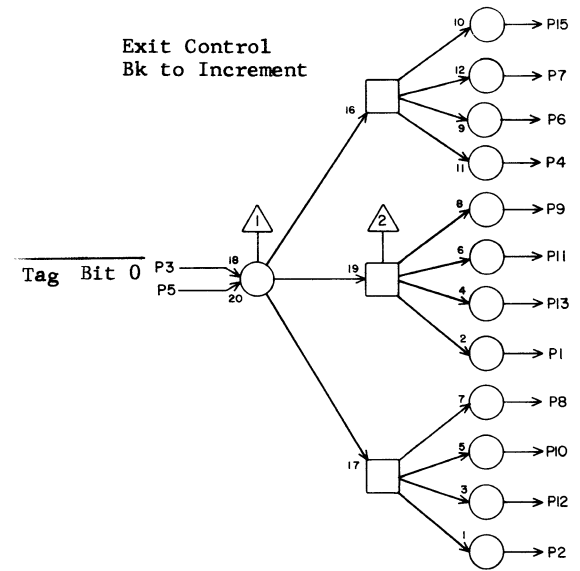 Exit Control
Bk to Increment
10 P15
12 P7
16
9 P6
11 P4
1 2
8 P9
Tag Bit 0 P3 18 19 6 P11
P5 20 4 P13
2 P1
7 P8
17 5 P10
3 P12
1 P2